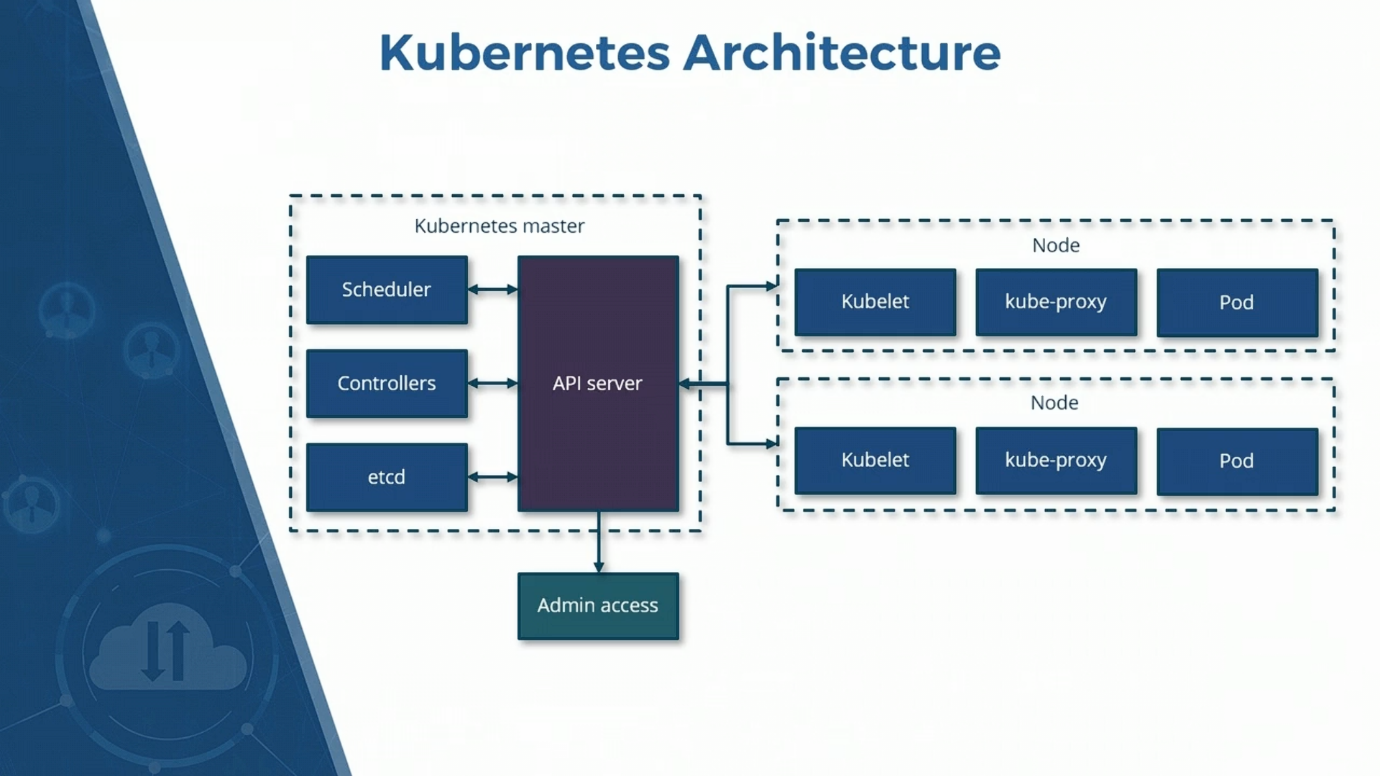 Kubernetes Architecture
Kubernetes master
Scheduler
Controllers
etcd
API server
Admin access
Node
Kubelet
kube-proxy
Pod
Node
Kubelet
kube-proxy
Pod